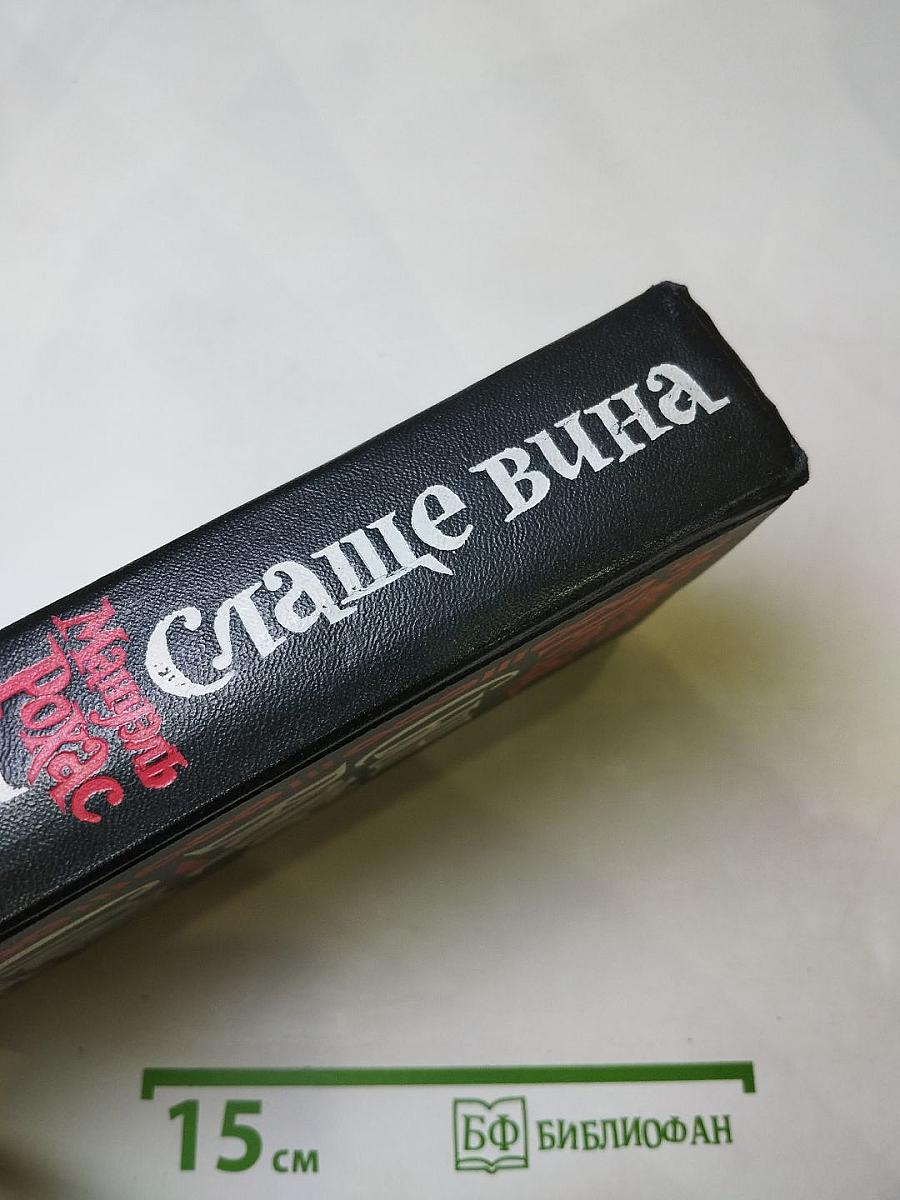 Мануэль
Рохас
Слаще вина
15 см
БФ БИБЛИОФАН